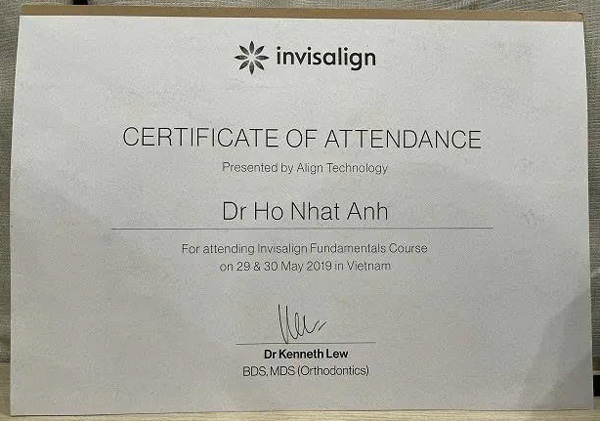 invisalign
CERTIFICATE OF ATTENDANCE
Presented by Align Technology
Dr Ho Nhat Anh
For attending Invisalign Fundamentals Course
on 29 & 30 May 2019 in Vietnam
Dr Kenneth Lew
BDS, MDS (Orthodontics)